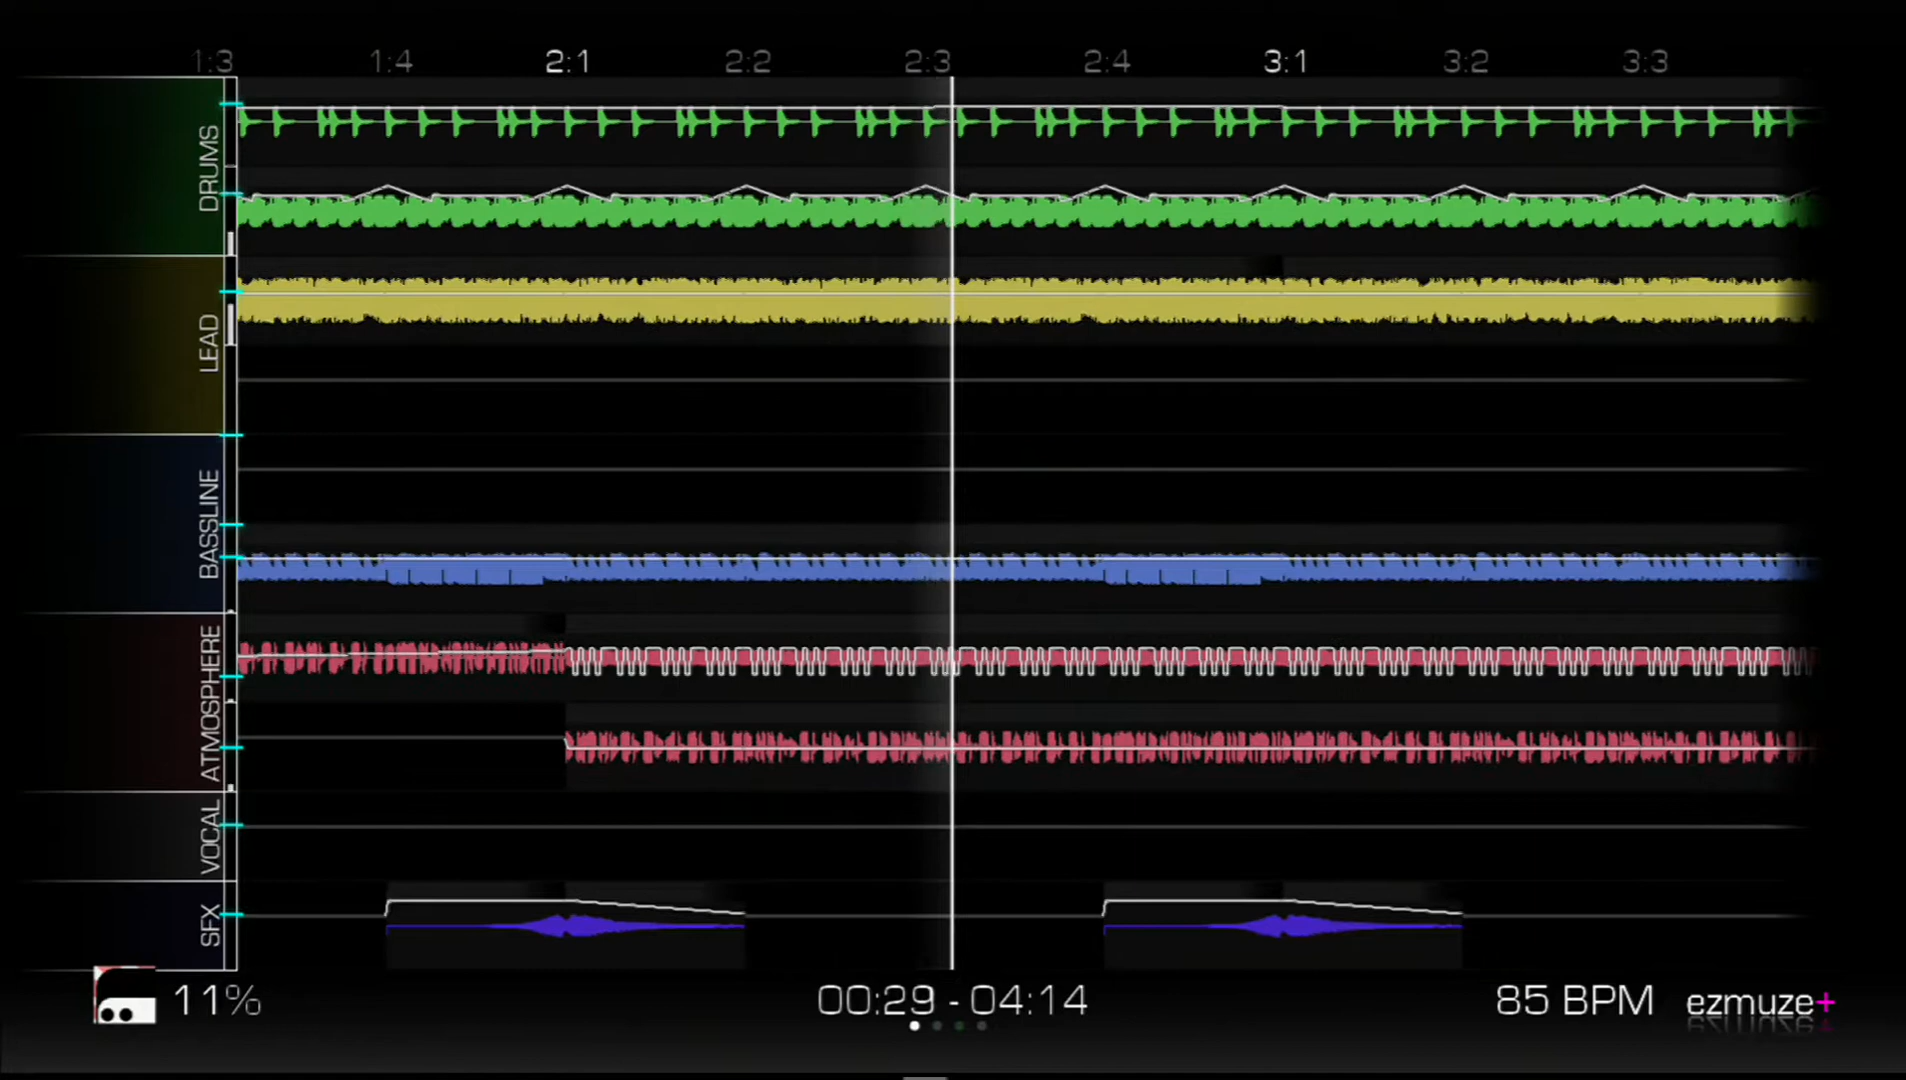 1:3 1:4 2:1 2:2 2:3 2:4 3:1 3:2 3:3
DRUMS
LEAD
BASSLINE
ATMOSPHERE
VOCAL
SFX
11% 00:29 - 04:14 85 BPM ezmuze+